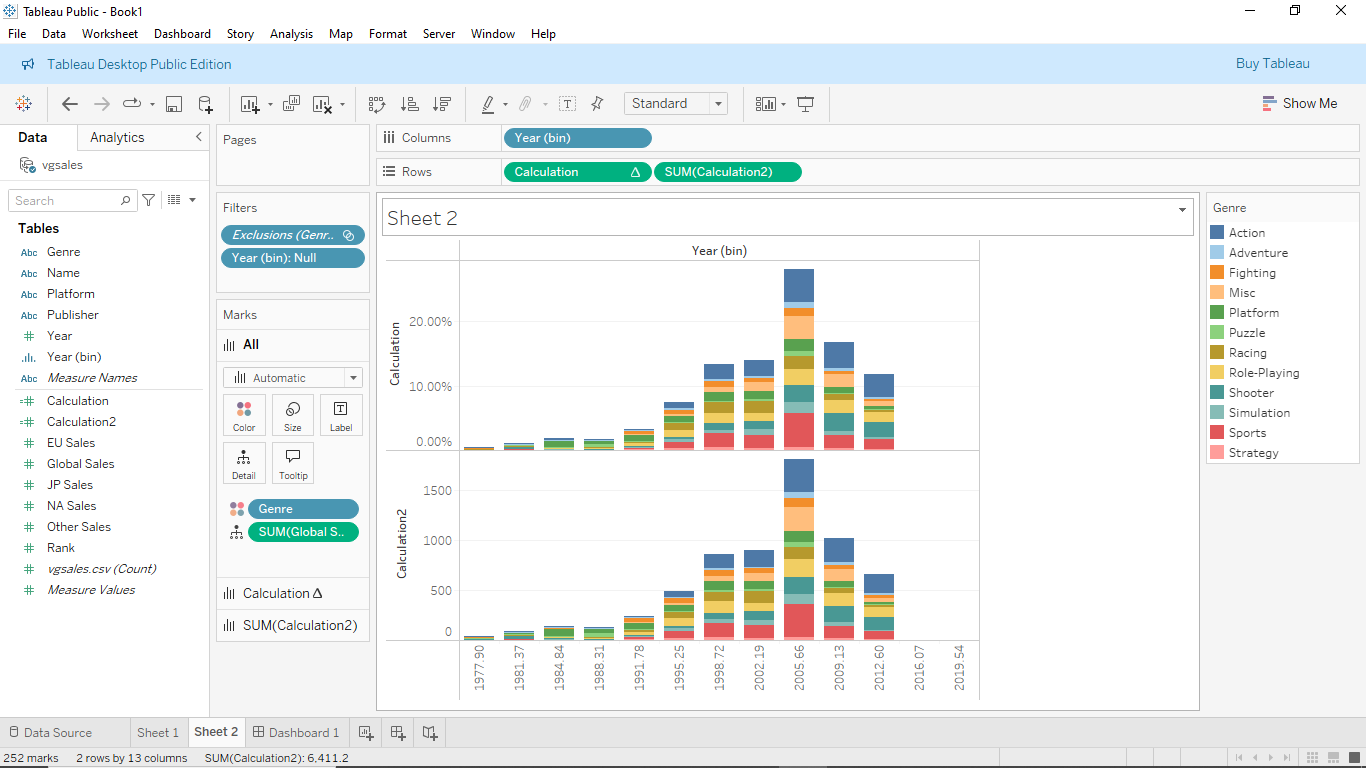 Tableau Public - Book1
File Data Worksheet Dashboard Story Analysis Map Format Server Window Help
Tableau Desktop Public Edition
Buy Tableau
Standard
Show Me
Data
Analytics
vgsales
Search
Tables
Abc Genre
Abc Name
Abc Platform
Abc Publisher
Year
Year (bin)
Abc Measure Names
Calculation
Calculation2
EU Sales
Global Sales
JP Sales
NA Sales
Other Sales
Rank
vgsales.csv (Count)
Measure Values
Pages
Filters
Exclusions (Genr..
Year (bin): Null
Marks
All
Automatic
Color
Size
Label
Detail
Tooltip
Genre
SUM(Global S..
Calculation Δ
SUM(Calculation2)
Columns
Year (bin)
Rows
Calculation Δ
SUM(Calculation2)
Sheet 2
Year (bin)
Calculation
20.00%
10.00%
0.00%
Calculation2
1500
1000
500
0
1977.90
1981.37
1984.84
1988.31
1991.78
1995.25
1998.72
2002.19
2005.66
2009.13
2012.60
2016.07
2019.54
Genre
Action
Adventure
Fighting
Misc
Platform
Puzzle
Racing
Role-Playing
Shooter
Simulation
Sports
Strategy
Data Source
Sheet 1
Sheet 2
Dashboard 1
252 marks
2 rows by 13 columns
SUM(Calculation2): 6,411.2